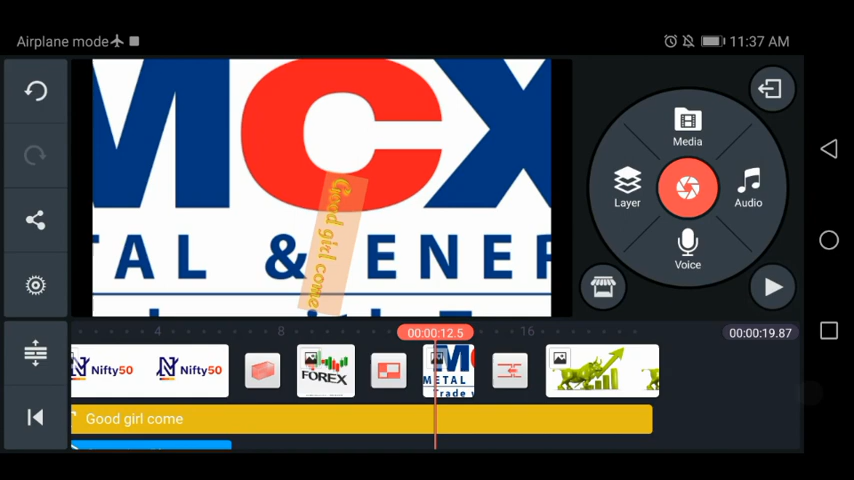 Airplane mode
11:37 AM
MCX
TAL & ENER
Good girl come
Media
Layer
Audio
Voice
4
8
00:00:12.5
16
00:00:19.87
Nifty50
Nifty50
FOREX
METAL
Trade
Good girl come